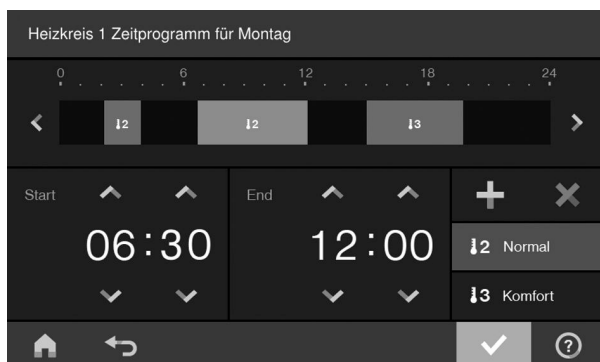 Heizkreis 1 Zeitprogramm für Montag
0 6 12 18 24
2 2 3
Start 06:30 End 12:00
2 Normal
3 Komfort
?